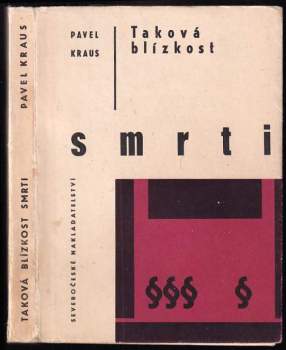 TAKOVÁ BLÍZKOST SMRTI PAVEL KRAUS
PAVEL
KRAUS
Taková
blízkost
smrti
SEVEROČESKÉ NAKLADATELSTVÍ
§§§ §